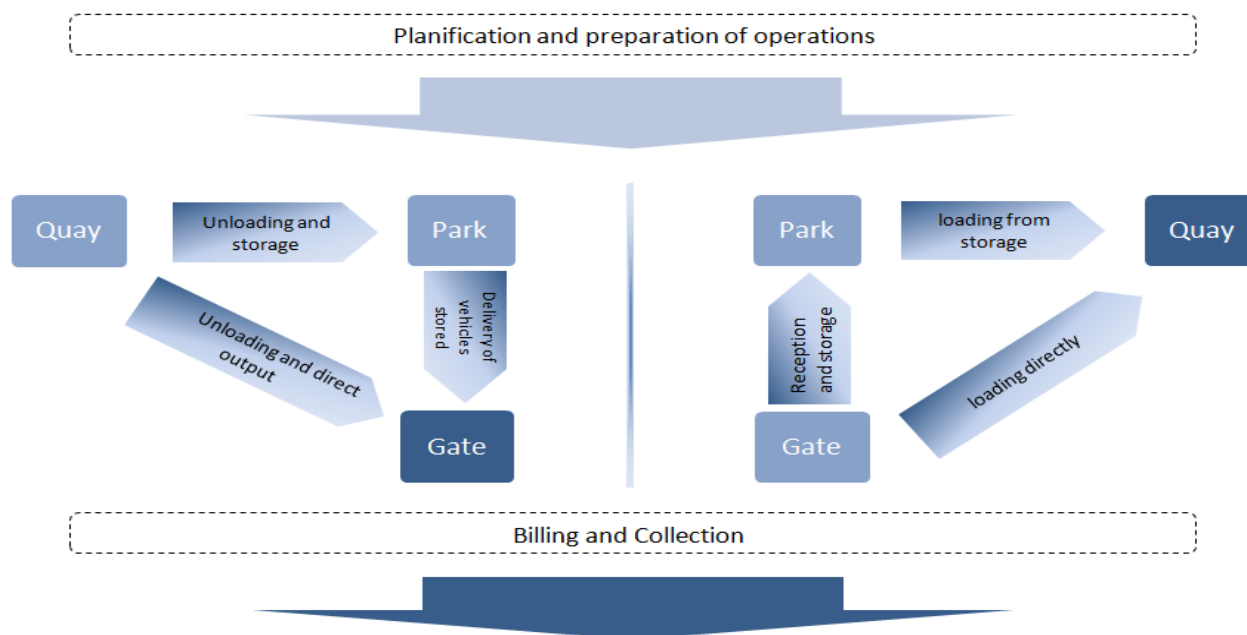 Planification and preparation of operations
Quay
Unloading and
storage
Park
Park
loading from
storage
Quay
Unloading and direct
output
Delivery of
vehicles
stored
Reception
and storage
loading directly
Gate
Gate
Billing and Collection